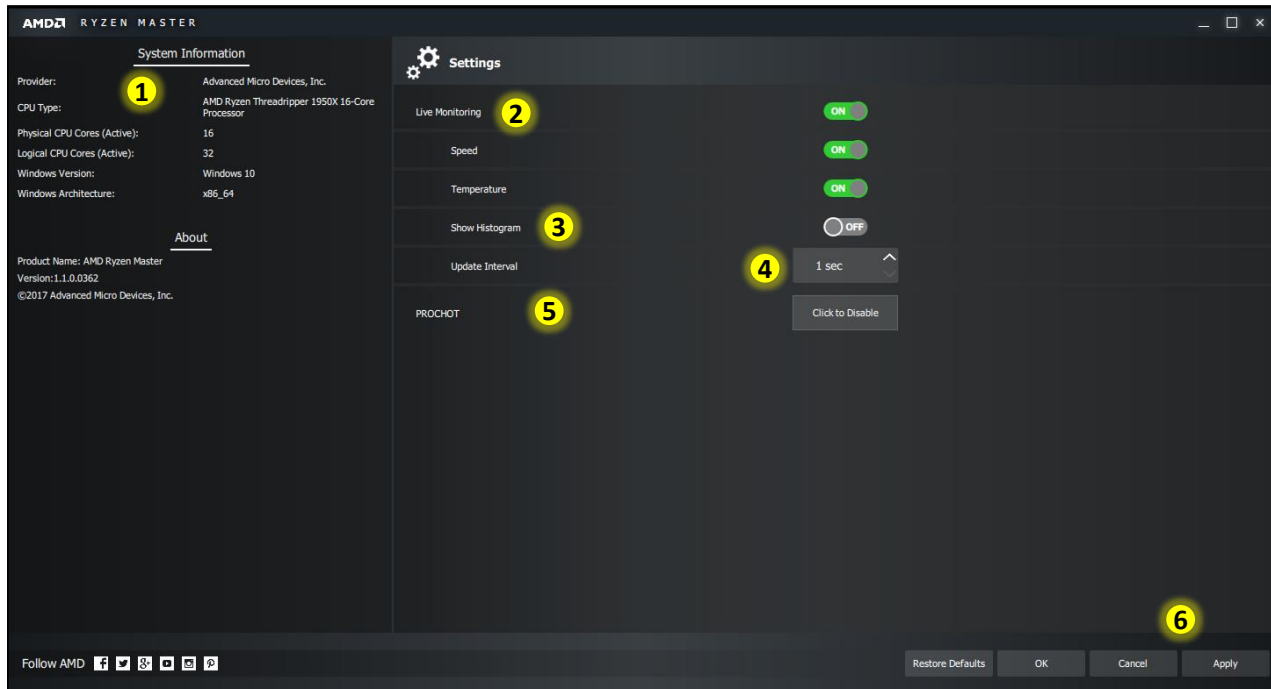 AMD RYZEN MASTER
System Information
Provider: Advanced Micro Devices, Inc.
1
CPU Type: AMD Ryzen Threadripper 1950X 16-Core
Processor
Physical CPU Cores (Active): 16
Logical CPU Cores (Active): 32
Windows Version: Windows 10
Windows Architecture: x86_64
About
Product Name: AMD Ryzen Master
Version:1.1.0.0362
©2017 Advanced Micro Devices, Inc.
Settings
Live Monitoring 2 ON
Speed ON
Temperature ON
Show Histogram 3 OFF
Update Interval 4 1 sec
PROCHOT 5 Click to Disable
6
Follow AMD f 8+ P
Restore Defaults OK Cancel Apply